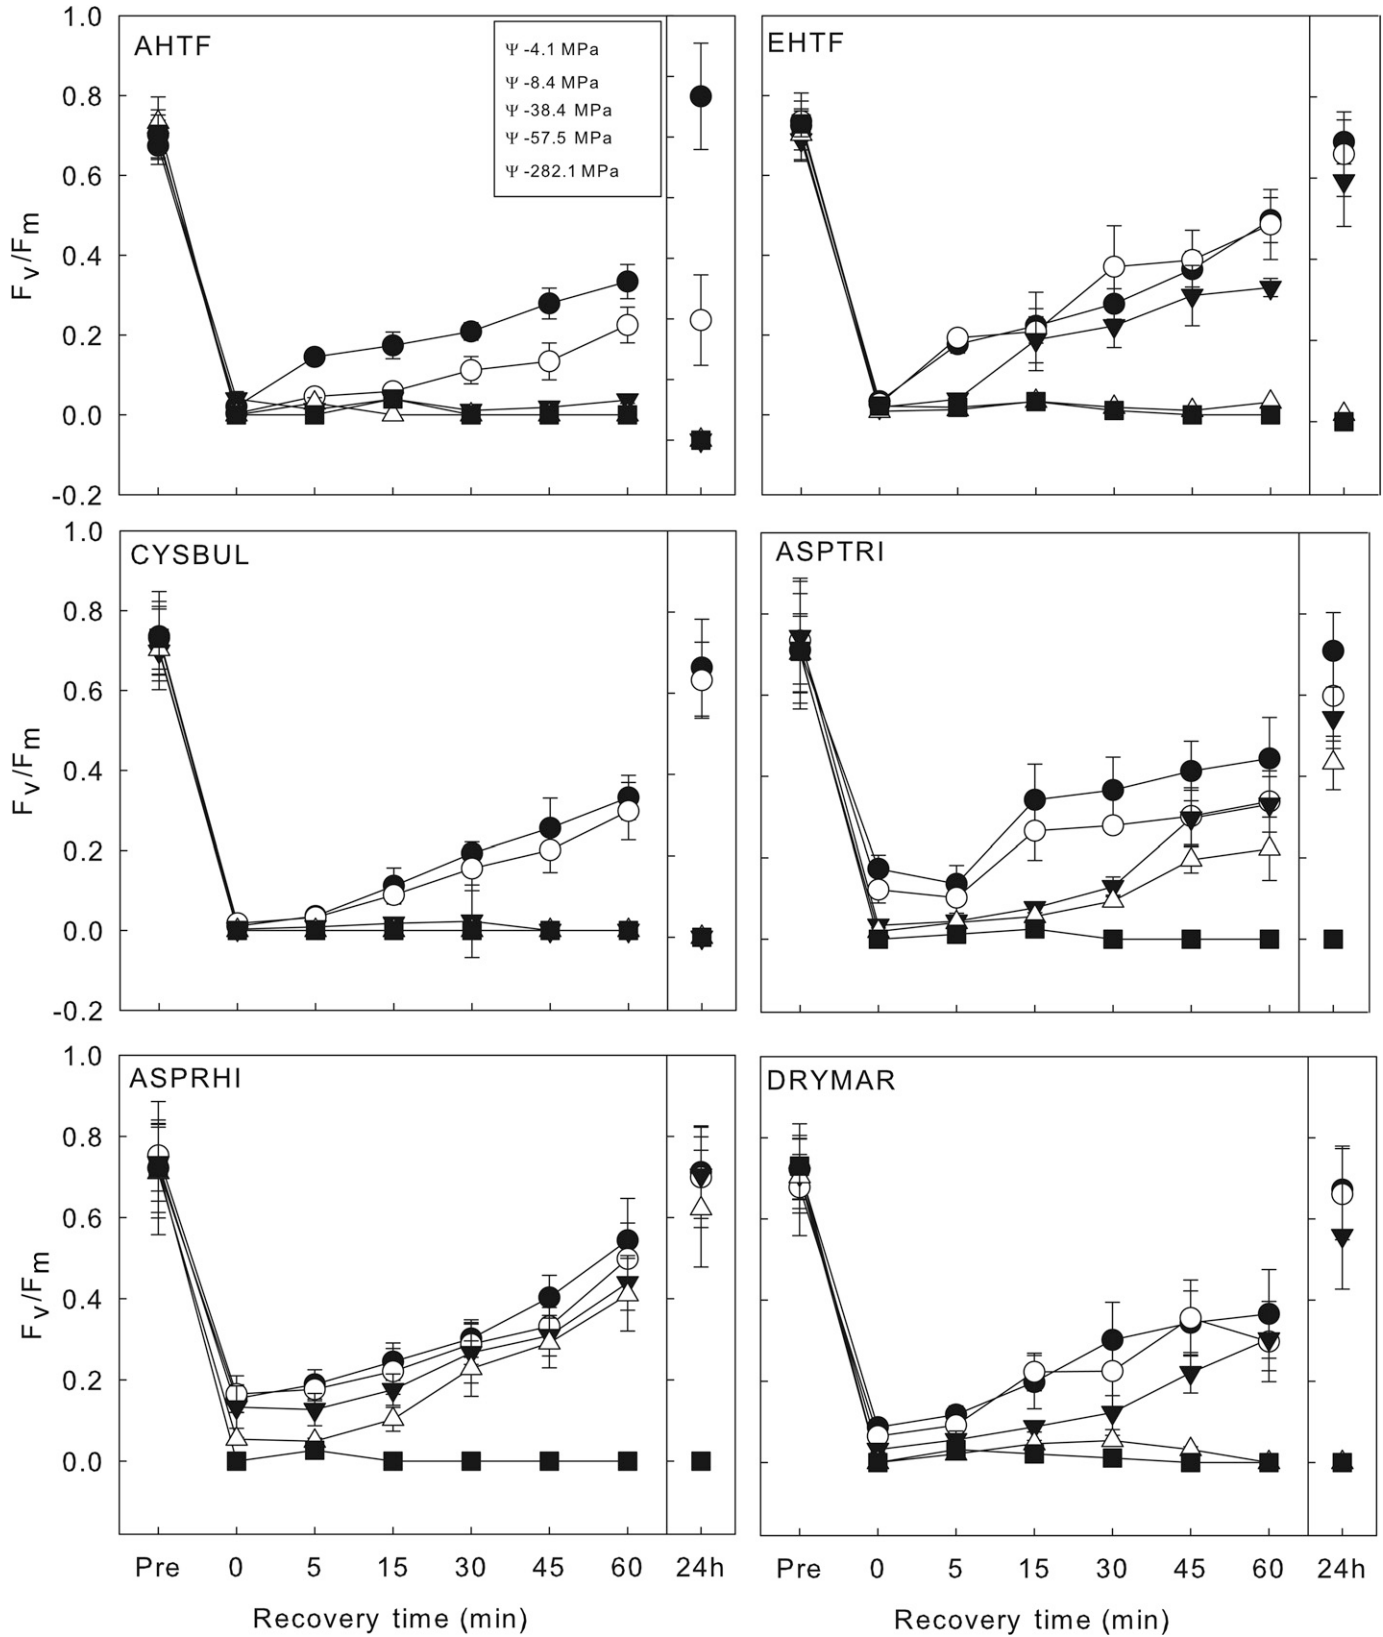 AHTF
Ψ -4.1 MPa
Ψ -8.4 MPa
Ψ -38.4 MPa
Ψ -57.5 MPa
Ψ -282.1 MPa
EHTF
1.0
0.8
0.6
0.4
0.2
0.0
-0.2
Fv/Fm
CYSBUL
ASPTRI
1.0
0.8
0.6
0.4
0.2
0.0
-0.2
Fv/Fm
ASPRHI
DRYMAR
1.0
0.8
0.6
0.4
0.2
0.0
Fv/Fm
Pre 0 5 15 30 45 60 24h
Pre 0 5 15 30 45 60 24h
Recovery time (min)
Recovery time (min)